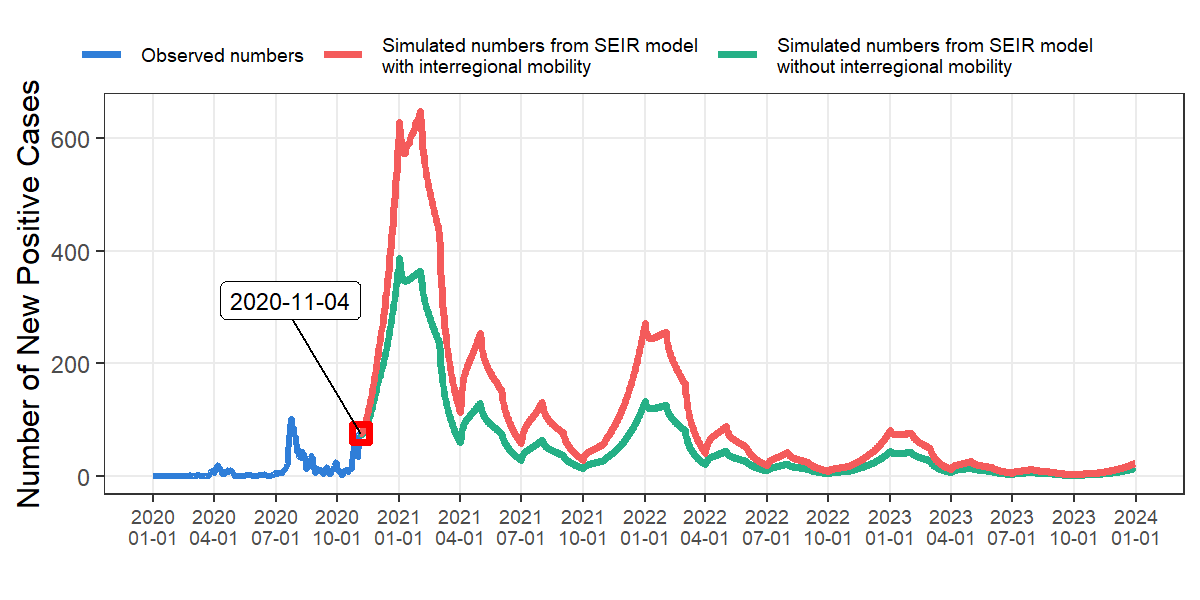 Observed numbers
Simulated numbers from SEIR model
with interregional mobility
Simulated numbers from SEIR model
without interregional mobility
Number of New Positive Cases
600
400
200
0
2020-11-04
2020 2020 2020 2020 2021 2021 2021 2021 2022 2022 2022 2022 2023 2023 2023 2023 2024
01-01 04-01 07-01 10-01 01-01 04-01 07-01 10-01 01-01 04-01 07-01 10-01 01-01 04-01 07-01 10-01 01-01